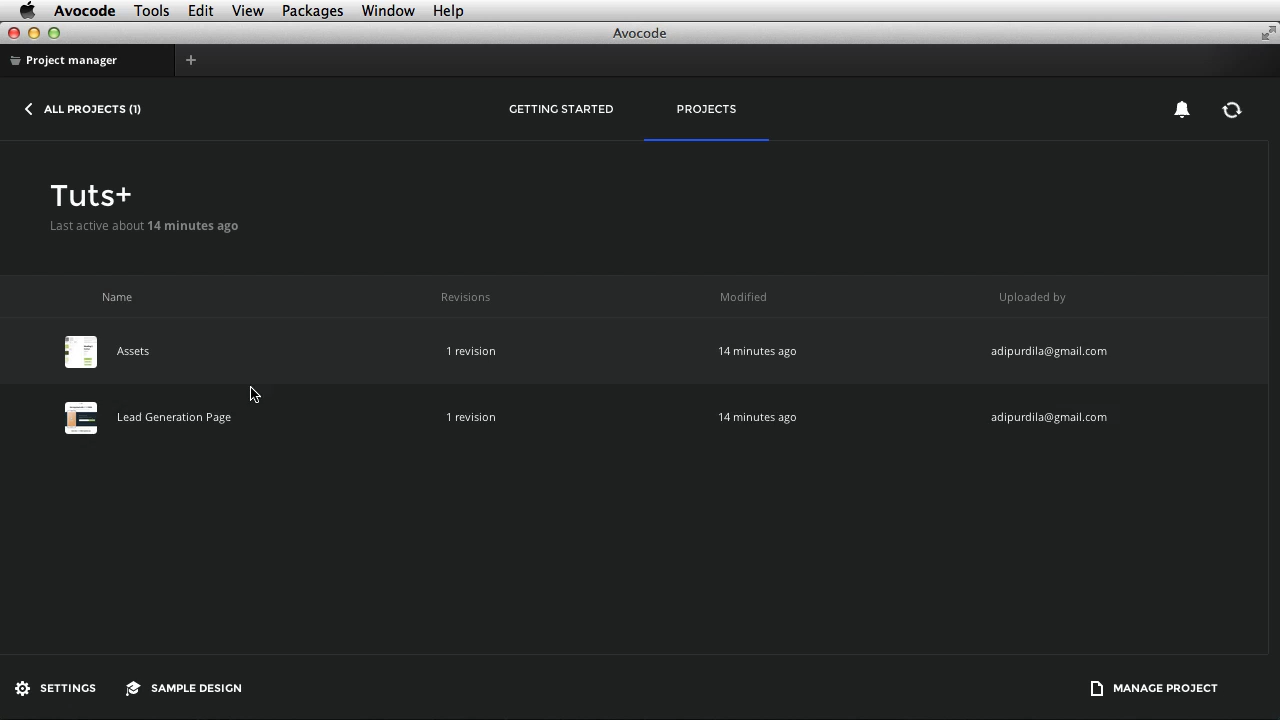 Avocode Tools Edit View Packages Window Help
Avocode
Project manager
ALL PROJECTS (1) GETTING STARTED PROJECTS
Tuts+
Last active about 14 minutes ago
Name Revisions Modified Uploaded by
Assets 1 revision 14 minutes ago adipurdila@gmail.com
Lead Generation Page 1 revision 14 minutes ago adipurdila@gmail.com
SETTINGS SAMPLE DESIGN MANAGE PROJECT